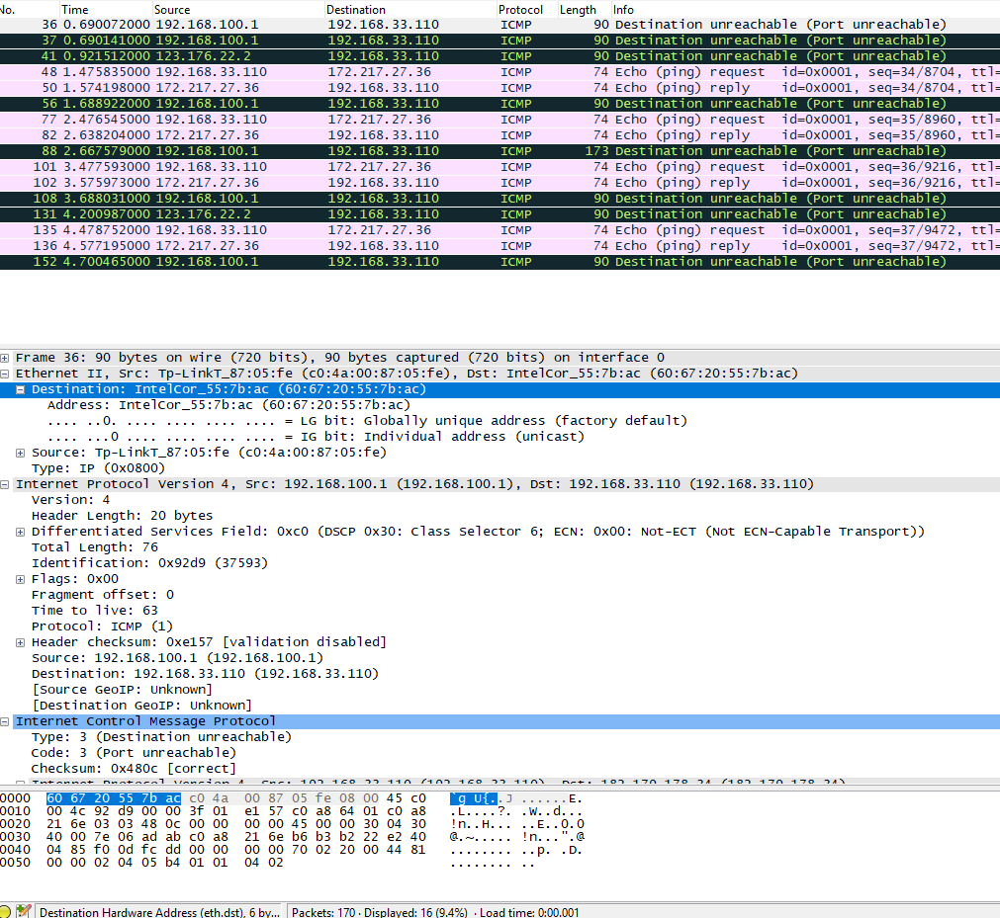 No. Time Source Destination Protocol Length Info
36 0.690072000 192.168.100.1 192.168.33.110 ICMP 90 Destination unreachable (Port unreachable)
37 0.690141000 192.168.100.1 192.168.33.110 ICMP 90 Destination unreachable (Port unreachable)
41 0.921512000 123.176.22.2 192.168.33.110 ICMP 90 Destination unreachable (Port unreachable)
48 1.475835000 192.168.33.110 172.217.27.36 ICMP 74 Echo (ping) request id=0x0001, seq=34/8704, ttl=
50 1.574198000 172.217.27.36 192.168.33.110 ICMP 74 Echo (ping) reply id=0x0001, seq=34/8704, ttl=
56 1.688922000 192.168.100.1 192.168.33.110 ICMP 90 Destination unreachable (Port unreachable)
77 2.476545000 192.168.33.110 172.217.27.36 ICMP 74 Echo (ping) request id=0x0001, seq=35/8960, ttl=
82 2.638204000 172.217.27.36 192.168.33.110 ICMP 74 Echo (ping) reply id=0x0001, seq=35/8960, ttl=
88 2.667579000 192.168.100.1 192.168.33.110 ICMP 173 Destination unreachable (Port unreachable)
101 3.477593000 192.168.33.110 172.217.27.36 ICMP 74 Echo (ping) request id=0x0001, seq=36/9216, ttl=
102 3.575973000 172.217.27.36 192.168.33.110 ICMP 74 Echo (ping) reply id=0x0001, seq=36/9216, ttl=
108 3.688031000 192.168.100.1 192.168.33.110 ICMP 90 Destination unreachable (Port unreachable)
131 4.200987000 123.176.22.2 192.168.33.110 ICMP 90 Destination unreachable (Port unreachable)
135 4.478752000 192.168.33.110 172.217.27.36 ICMP 74 Echo (ping) request id=0x0001, seq=37/9472, ttl=
136 4.577195000 172.217.27.36 192.168.33.110 ICMP 74 Echo (ping) reply id=0x0001, seq=37/9472, ttl=
152 4.700465000 192.168.100.1 192.168.33.110 ICMP 90 Destination unreachable (Port unreachable)
Frame 36: 90 bytes on wire (720 bits), 90 bytes captured (720 bits) on interface 0
Ethernet II, Src: Tp-LinkT_87:05:fe (c0:4a:00:87:05:fe), Dst: IntelCor_55:7b:ac (60:67:20:55:7b:ac)
Destination: IntelCor_55:7b:ac (60:67:20:55:7b:ac)
Address: IntelCor_55:7b:ac (60:67:20:55:7b:ac)
.... ..0. .... .... .... .... = LG bit: Globally unique address (factory default)
.... ...0 .... .... .... .... = IG bit: Individual address (unicast)
Source: Tp-LinkT_87:05:fe (c0:4a:00:87:05:fe)
Type: IP (0x0800)
Internet Protocol Version 4, Src: 192.168.100.1 (192.168.100.1), Dst: 192.168.33.110 (192.168.33.110)
Version: 4
Header Length: 20 bytes
Differentiated Services Field: 0xc0 (DSCP 0x30: Class Selector 6; ECN: 0x00: Not-ECT (Not ECN-Capable Transport))
Total Length: 76
Identification: 0x92d9 (37593)
Flags: 0x00
Fragment offset: 0
Time to live: 63
Protocol: ICMP (1)
Header checksum: 0xe157 [validation disabled]
Source: 192.168.100.1 (192.168.100.1)
Destination: 192.168.33.110 (192.168.33.110)
[Source GeoIP: Unknown]
[Destination GeoIP: Unknown]
Internet Control Message Protocol
Type: 3 (Destination unreachable)
Code: 3 (Port unreachable)
Checksum: 0x480c [correct]
Internet Protocol Version 4, Src: 192.168.33.110 (192.168.33.110), Dst: 182.179.178.34 (182.179.178.34)
0000 60 67 20 55 7b ac c0 4a 00 87 05 fe 08 00 45 c0 `g U{..J ......E.
0010 00 4c 92 d9 00 00 3f 01 e1 57 c0 a8 64 01 c0 a8 .L....?. .W..d...
0020 21 6e 03 03 48 0c 00 00 00 00 45 00 00 30 04 30 !n..H... ..E..0.0
0030 40 00 7e 06 ad ab c0 a8 21 6e b6 b3 b2 22 e2 40 @.~..... !n...".@
0040 04 85 f0 0d fc dd 00 00 00 00 70 02 20 00 44 81 ........ ..p. .D.
0050 00 00 02 04 05 b4 01 01 04 02 ........ ..
Destination Hardware Address (eth.dst), 6 by... Packets: 170 · Displayed: 16 (9.4%) · Load time: 0:00.001